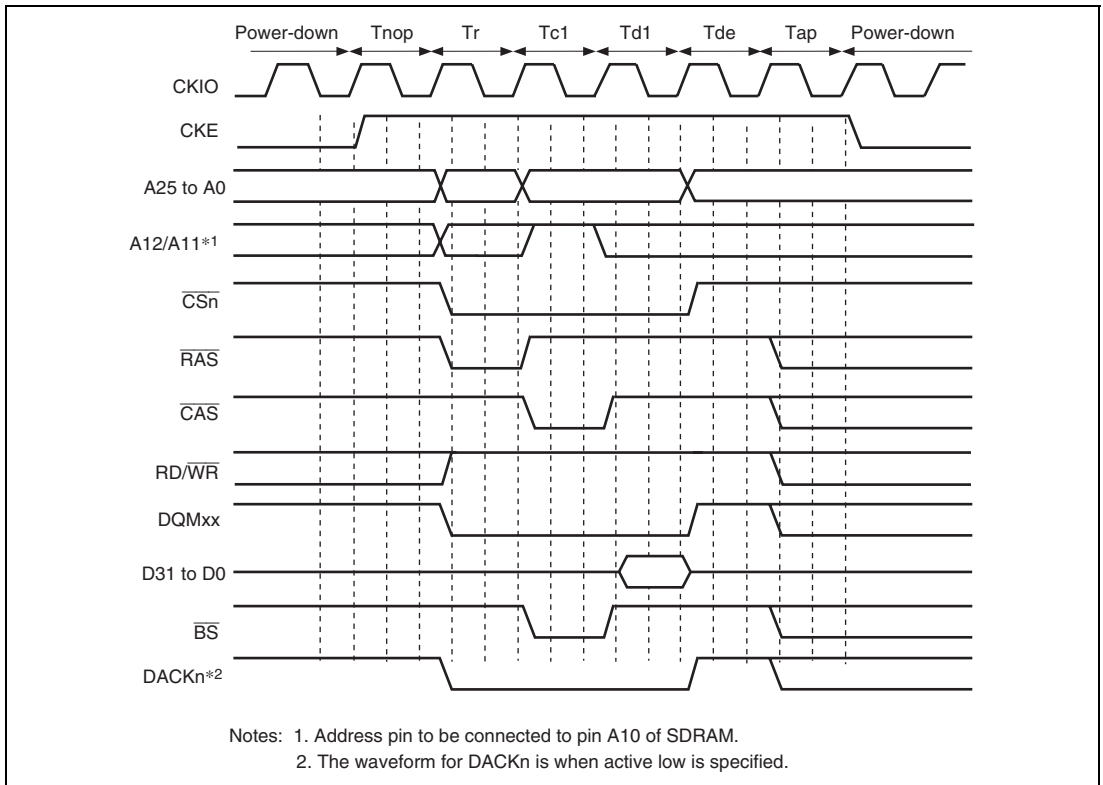 Power-down Tnop Tr Tc1 Td1 Tde Tap Power-down
CKIO
CKE
A25 to A0
A12/A11*1
CSn
RAS
CAS
RD/WR
DQMxx
D31 to D0
BS
DACKn*2
Notes: 1. Address pin to be connected to pin A10 of SDRAM.
2. The waveform for DACKn is when active low is specified.